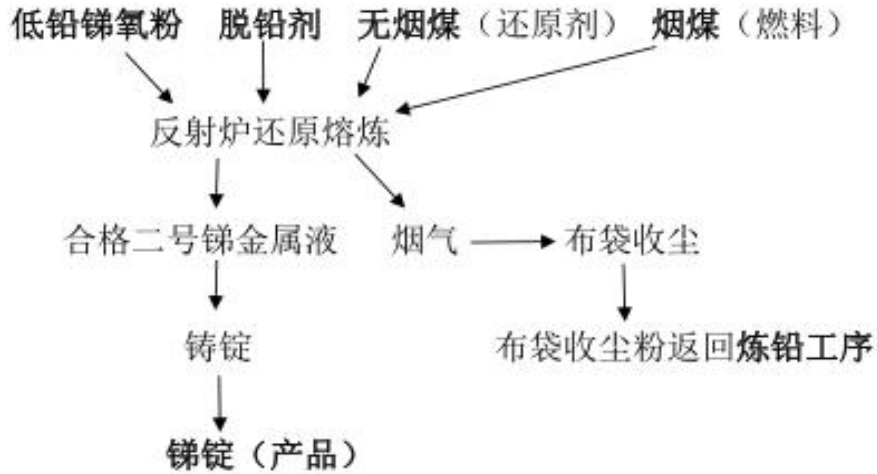 低铅锑氧粉 脱铅剂 无烟煤（还原剂） 烟煤（燃料）
反射炉还原熔炼
合格二号锑金属液 烟气 布袋收尘
铸锭 布袋收尘粉返回炼铅工序
锑锭（产品）